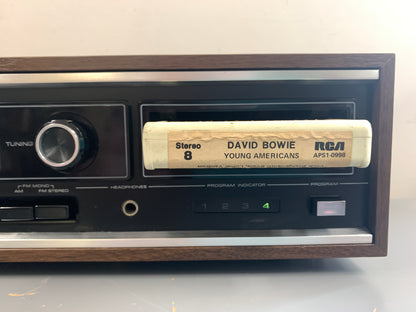 Stereo
8
DAVID BOWIE
YOUNG AMERICANS
RCA
APS1-0998
TUNING
FM MONO
AM FM STEREO
HEADPHONES
PROGRAM INDICATOR
PROGRAM
1 2 3 4